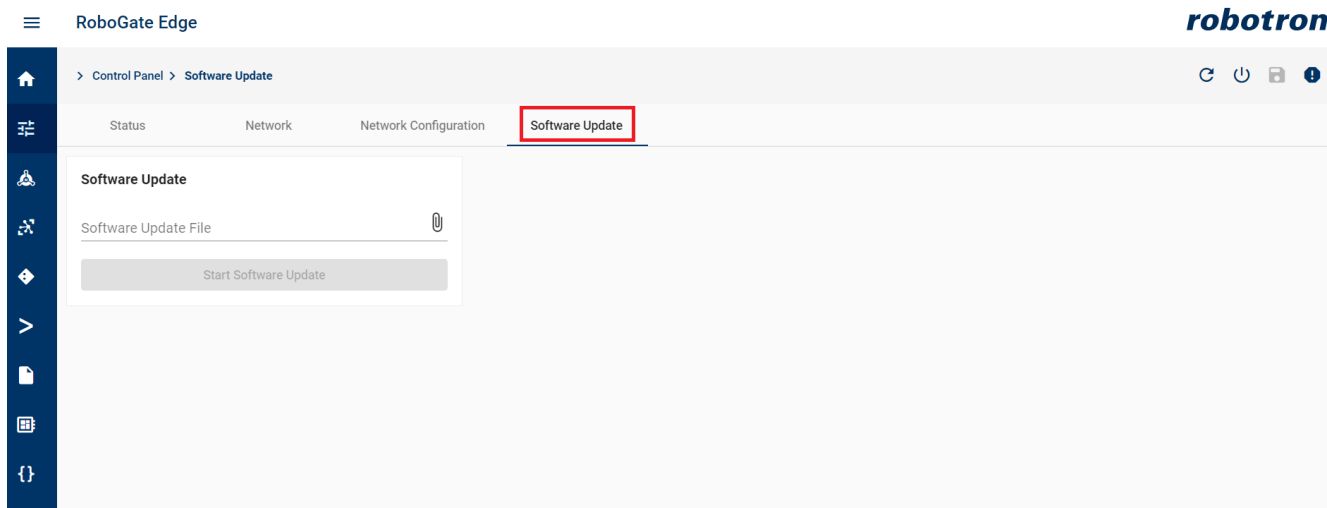 RoboGate Edge
robotron
> Control Panel > Software Update
Status Network Network Configuration Software Update
Software Update
Software Update File
Start Software Update